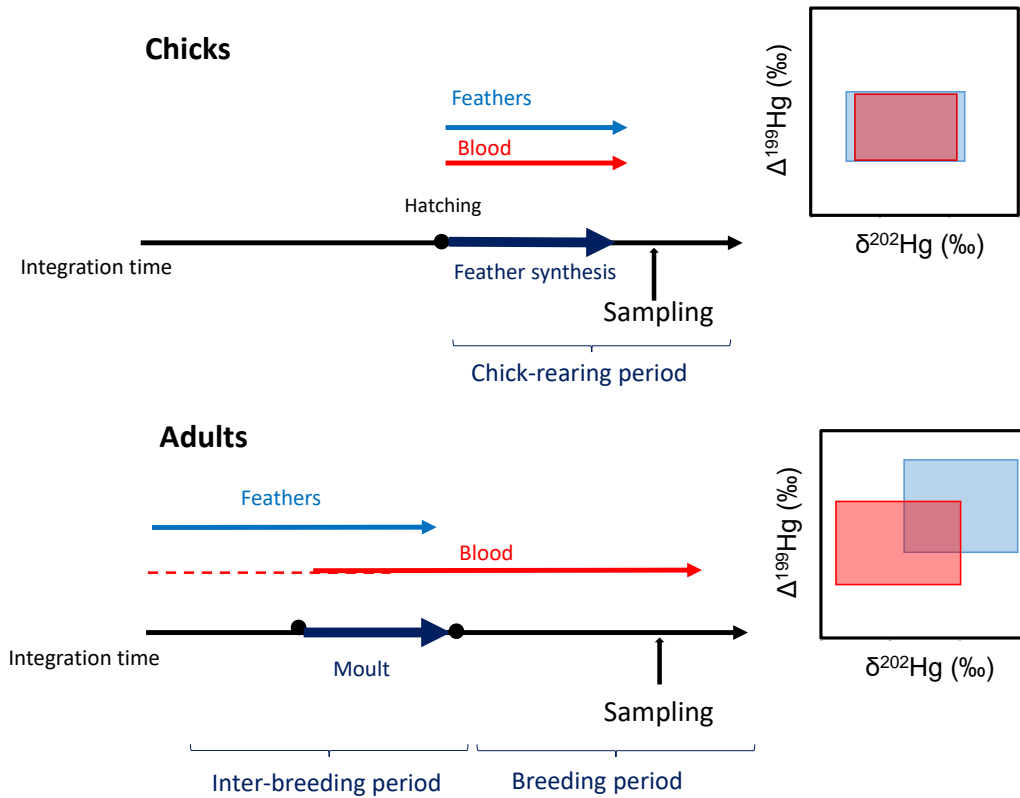 Chicks
Feathers
Blood
Hatching
Integration time
Feather synthesis
Sampling
Chick-rearing period
Δ¹⁹⁹Hg (‰)
δ²⁰²Hg (‰)
Adults
Feathers
Blood
Integration time
Moult
Sampling
Inter-breeding period
Breeding period
Δ¹⁹⁹Hg (‰)
δ²⁰²Hg (‰)